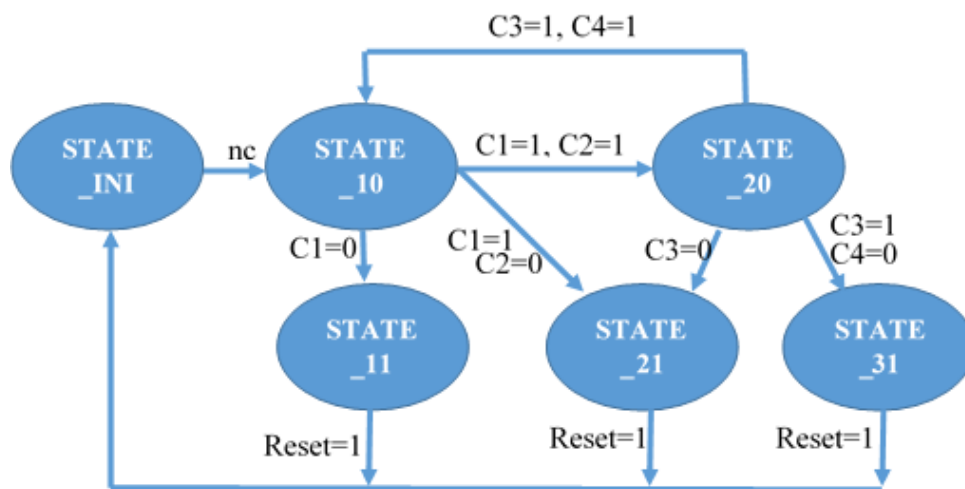 C3=1, C4=1
STATE
_INI
nc
STATE
_10
C1=1, C2=1
STATE
_20
C1=0
C1=1
C2=0
C3=0
C3=1
C4=0
STATE
_11
STATE
_21
STATE
_31
Reset=1
Reset=1
Reset=1